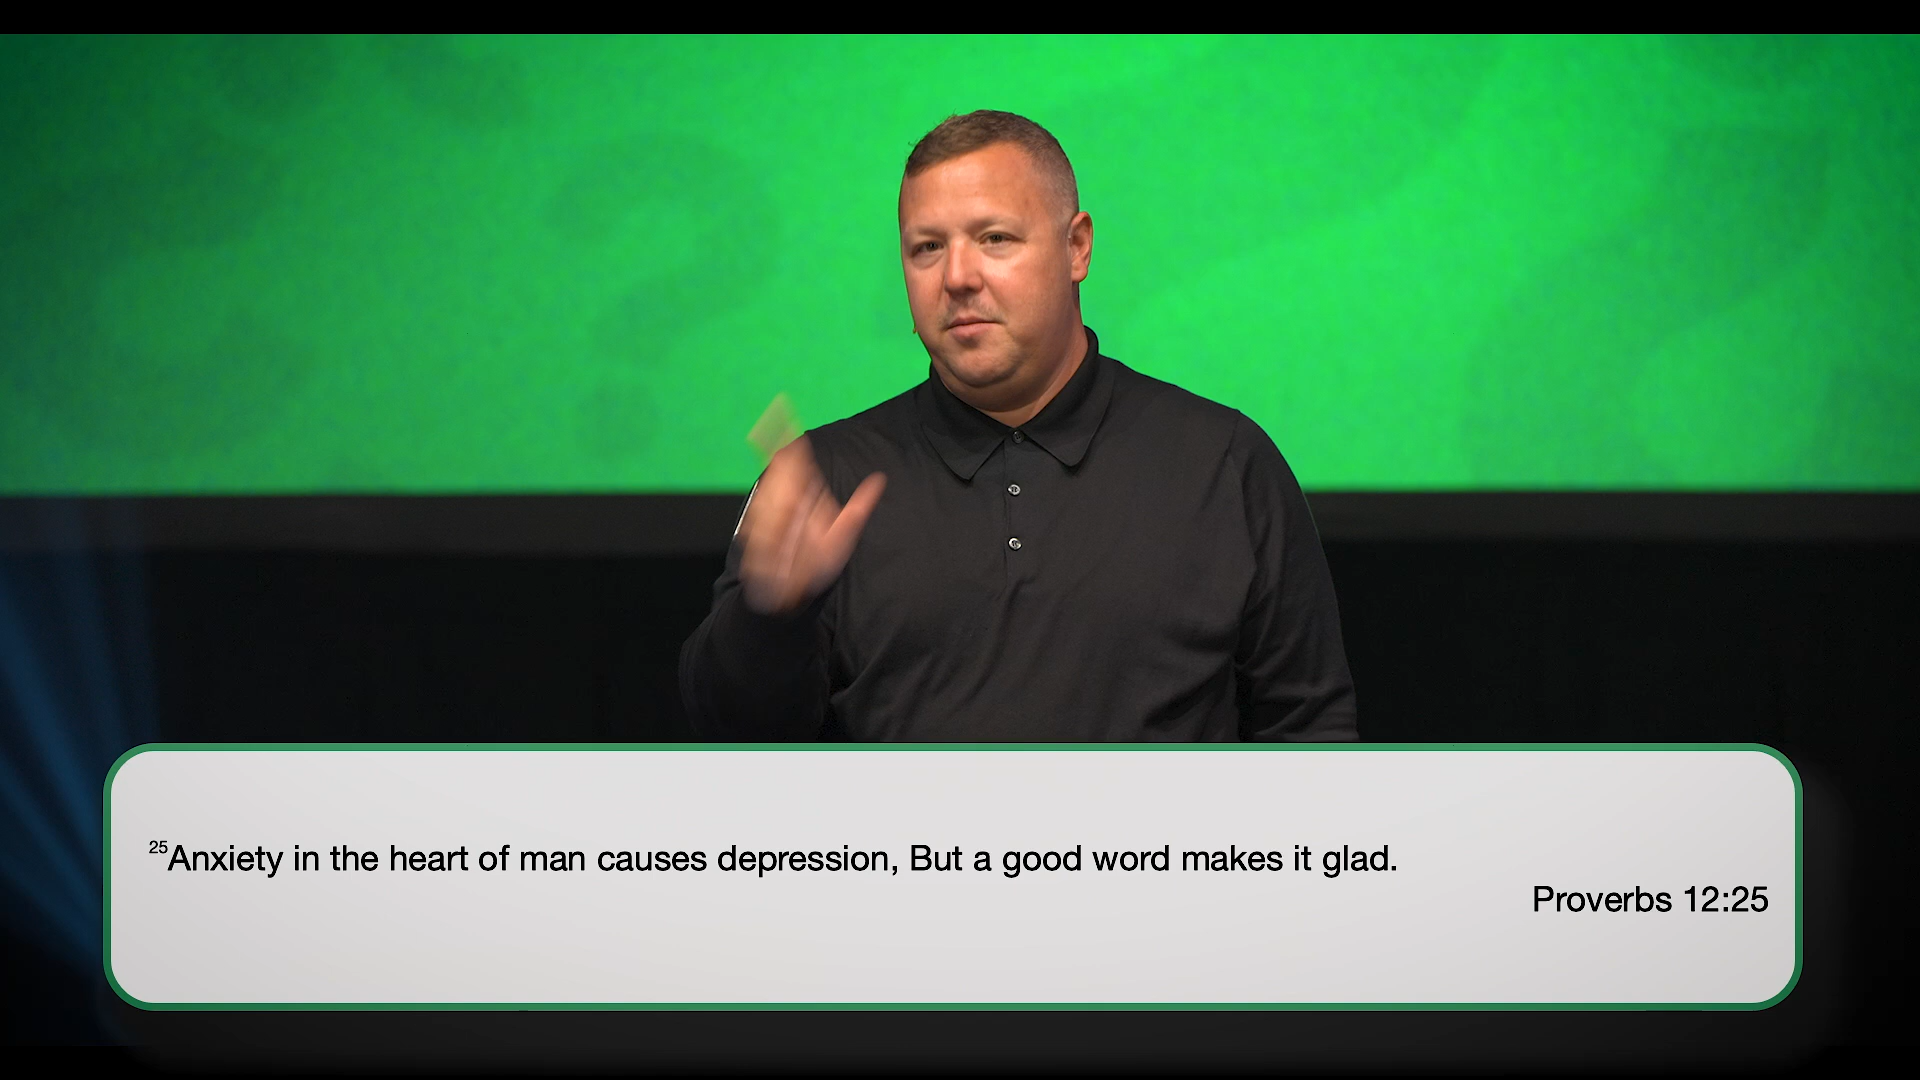 25Anxiety in the heart of man causes depression, But a good word makes it glad.
Proverbs 12:25